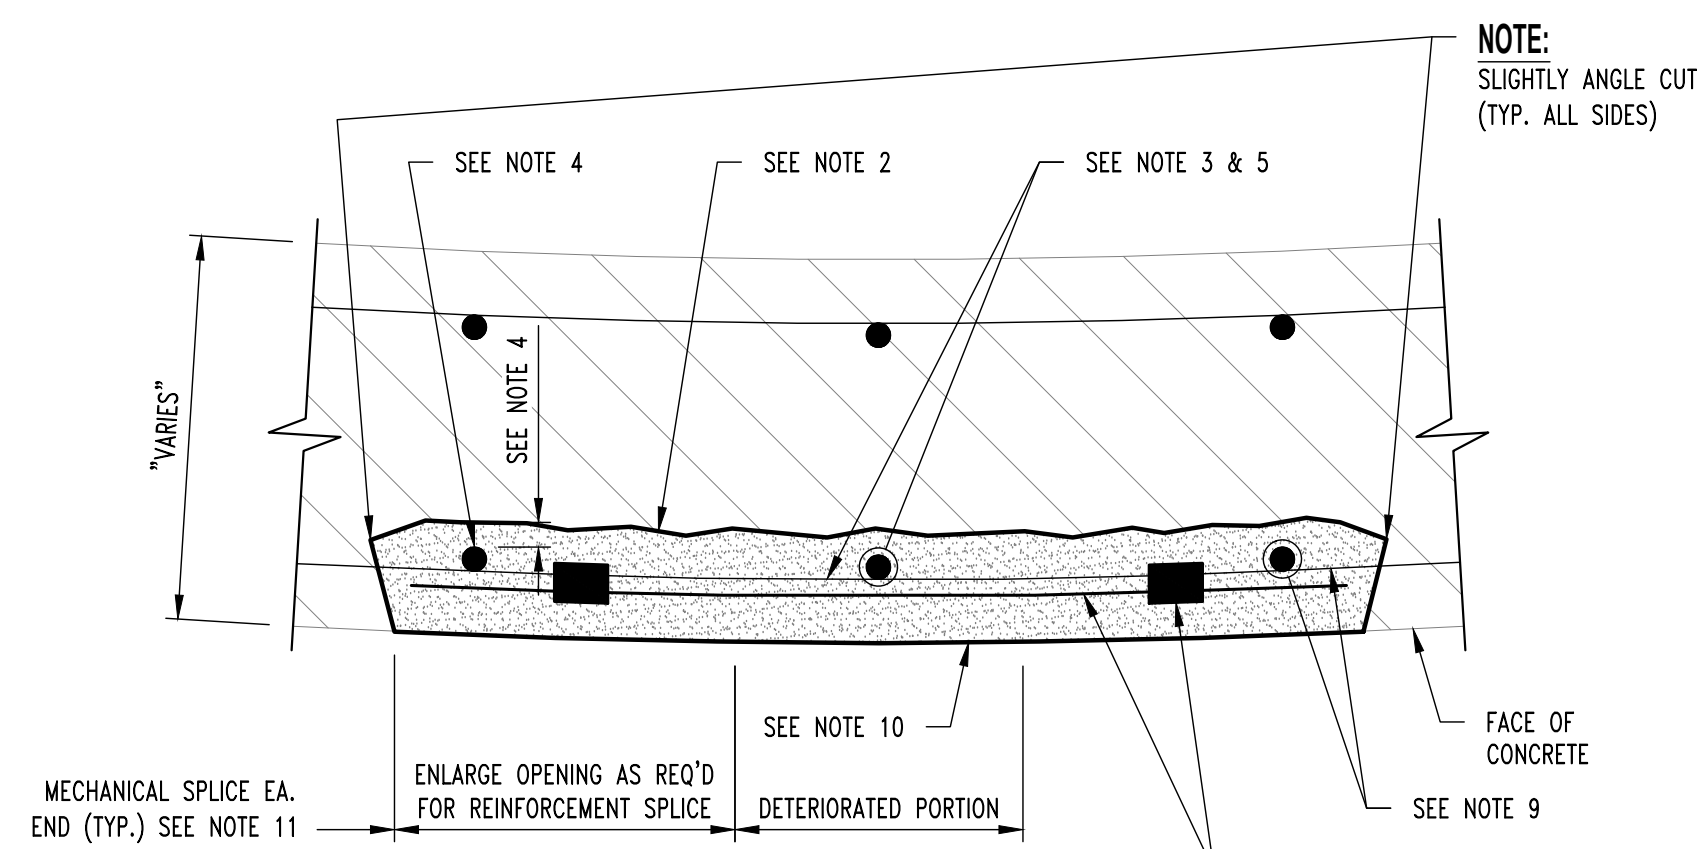 NOTE:
SLIGHTLY ANGLE CUT
(TYP. ALL SIDES)
SEE NOTE 4
SEE NOTE 2
SEE NOTE 3 & 5
SEE NOTE 4
"VARIES"
SEE NOTE 10
FACE OF
CONCRETE
MECHANICAL SPLICE EA.
END (TYP.) SEE NOTE 11
ENLARGE OPENING AS REQ'D
FOR REINFORCEMENT SPLICE
DETERIORATED PORTION
SEE NOTE 9